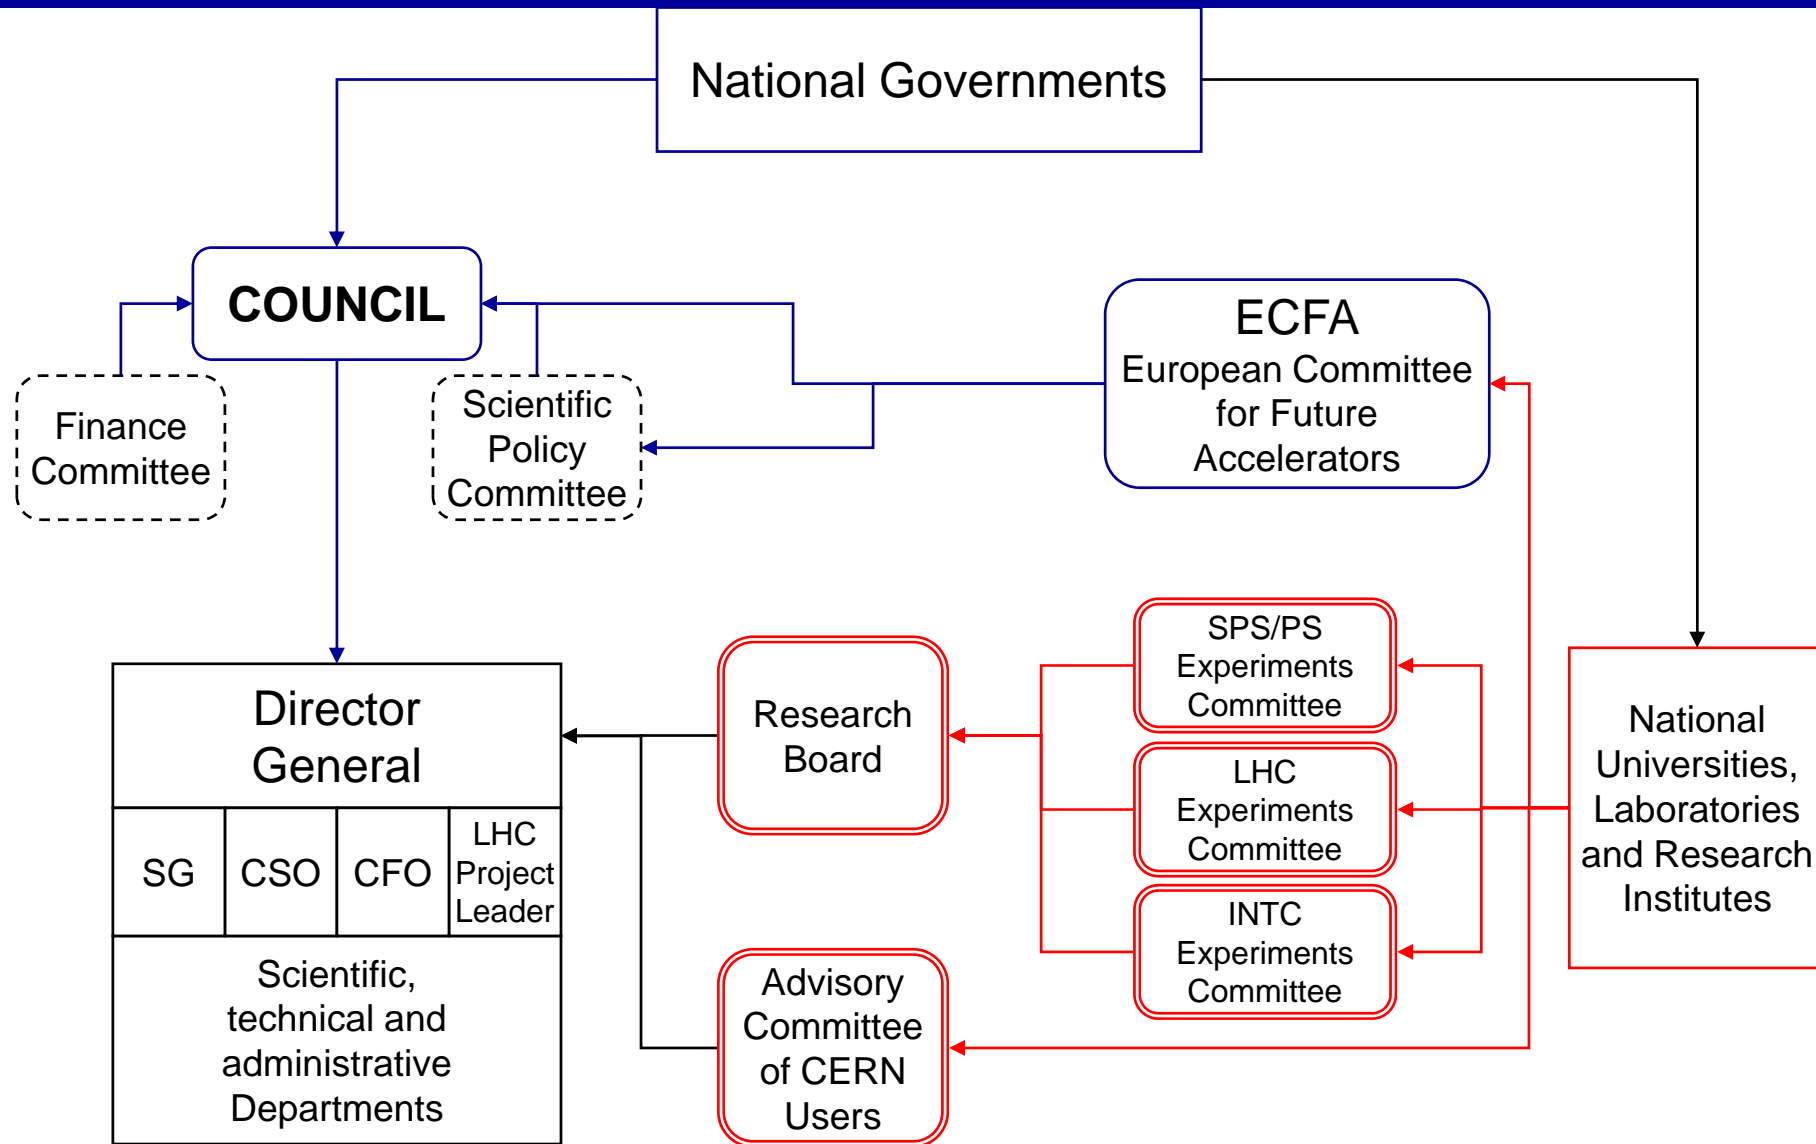 National Governments
COUNCIL
Finance
Committee
Scientific
Policy
Committee
ECFA
European Committee
for Future
Accelerators
Director
General
SG
CSO
CFO
LHC
Project
Leader
Scientific,
technical and
administrative
Departments
Research
Board
Advisory
Committee
of CERN
Users
SPS/PS
Experiments
Committee
LHC
Experiments
Committee
INTC
Experiments
Committee
National
Universities,
Laboratories
and Research
Institutes